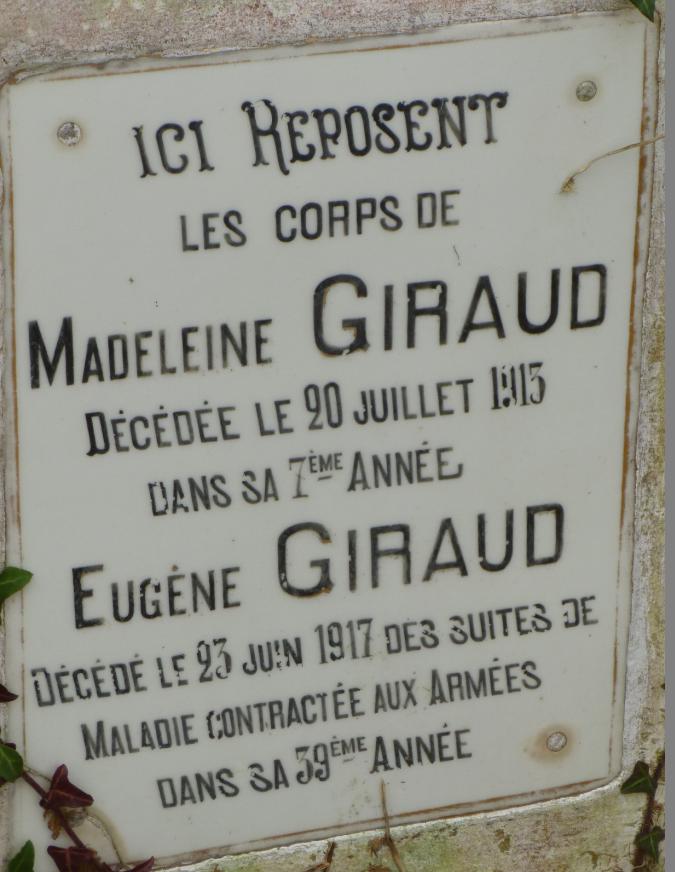 ICI REPOSENT
LES CORPS DE
MADELEINE GIRAUD
DÉCÉDÉE LE 20 JUILLET 1913
DANS SA 7ÈME ANNÉE
EUGÈNE GIRAUD
DÉCÉDÉ LE 23 JUIN 1917 DES SUITES DE
MALADIE CONTRACTÉE AUX ARMÉES
DANS SA 39ÈME ANNÉE